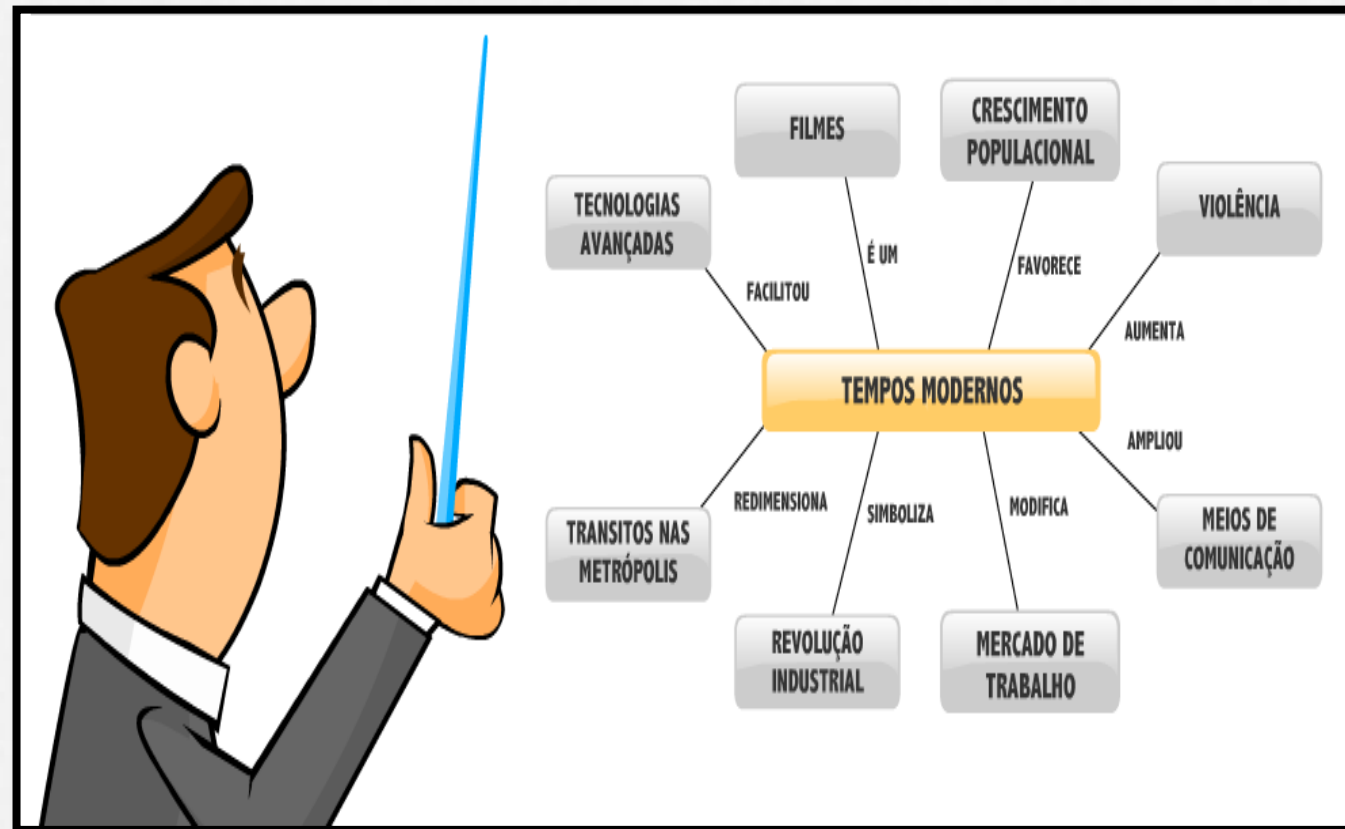 CRESCIMENTO
POPULACIONAL
FILMES
TECNOLOGIAS
AVANÇADAS
VIOLÊNCIA
É UM
FAVORECE
FACILITOU
AUMENTA
TEMPOS MODERNOS
AMPLIOU
REDIMENSIONA
SIMBOLIZA
MODIFICA
TRANSITOS NAS
METRÓPOLIS
MEIOS DE
COMUNICAÇÃO
REVOLUÇÃO
INDUSTRIAL
MERCADO DE
TRABALHO